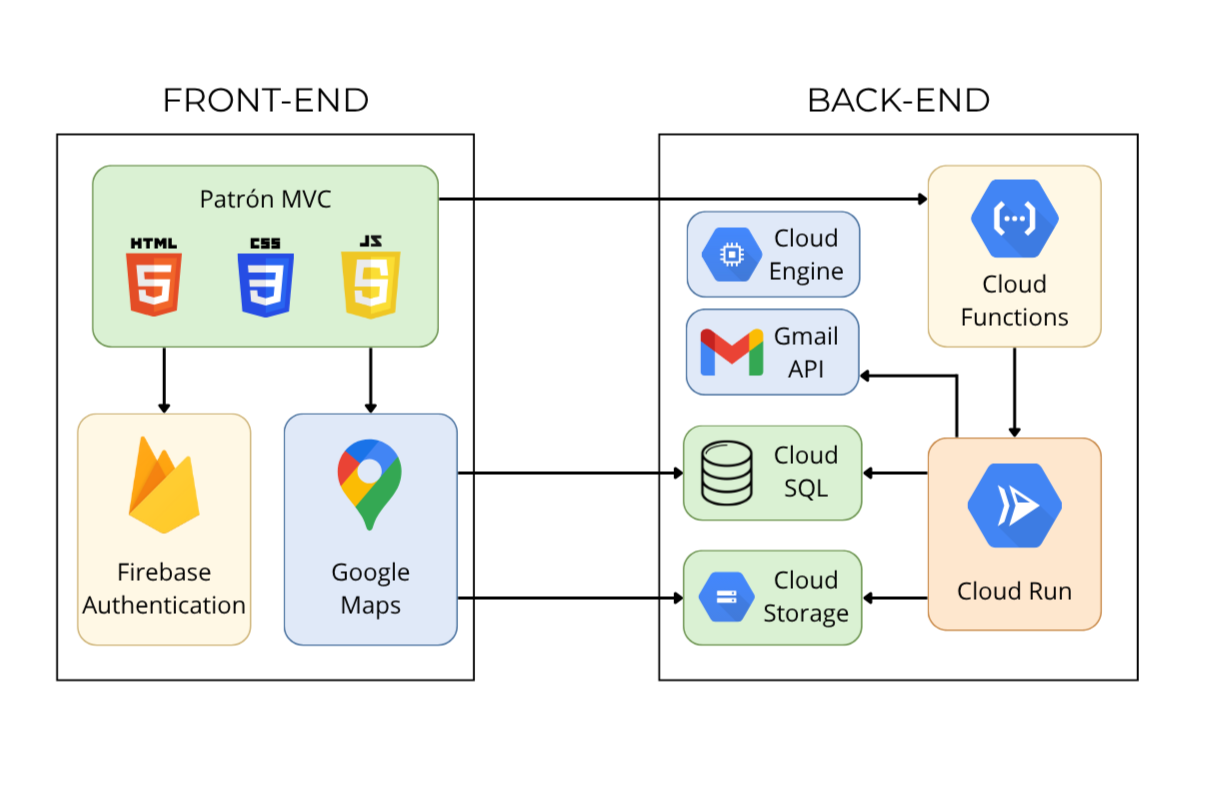 FRONT-END
BACK-END
Patrón MVC
HTML
CSS
JS
5
3
Firebase
Authentication
Google
Maps
Cloud
Engine
Gmail
API
Cloud
SQL
Cloud
Storage
Cloud
Functions
Cloud Run